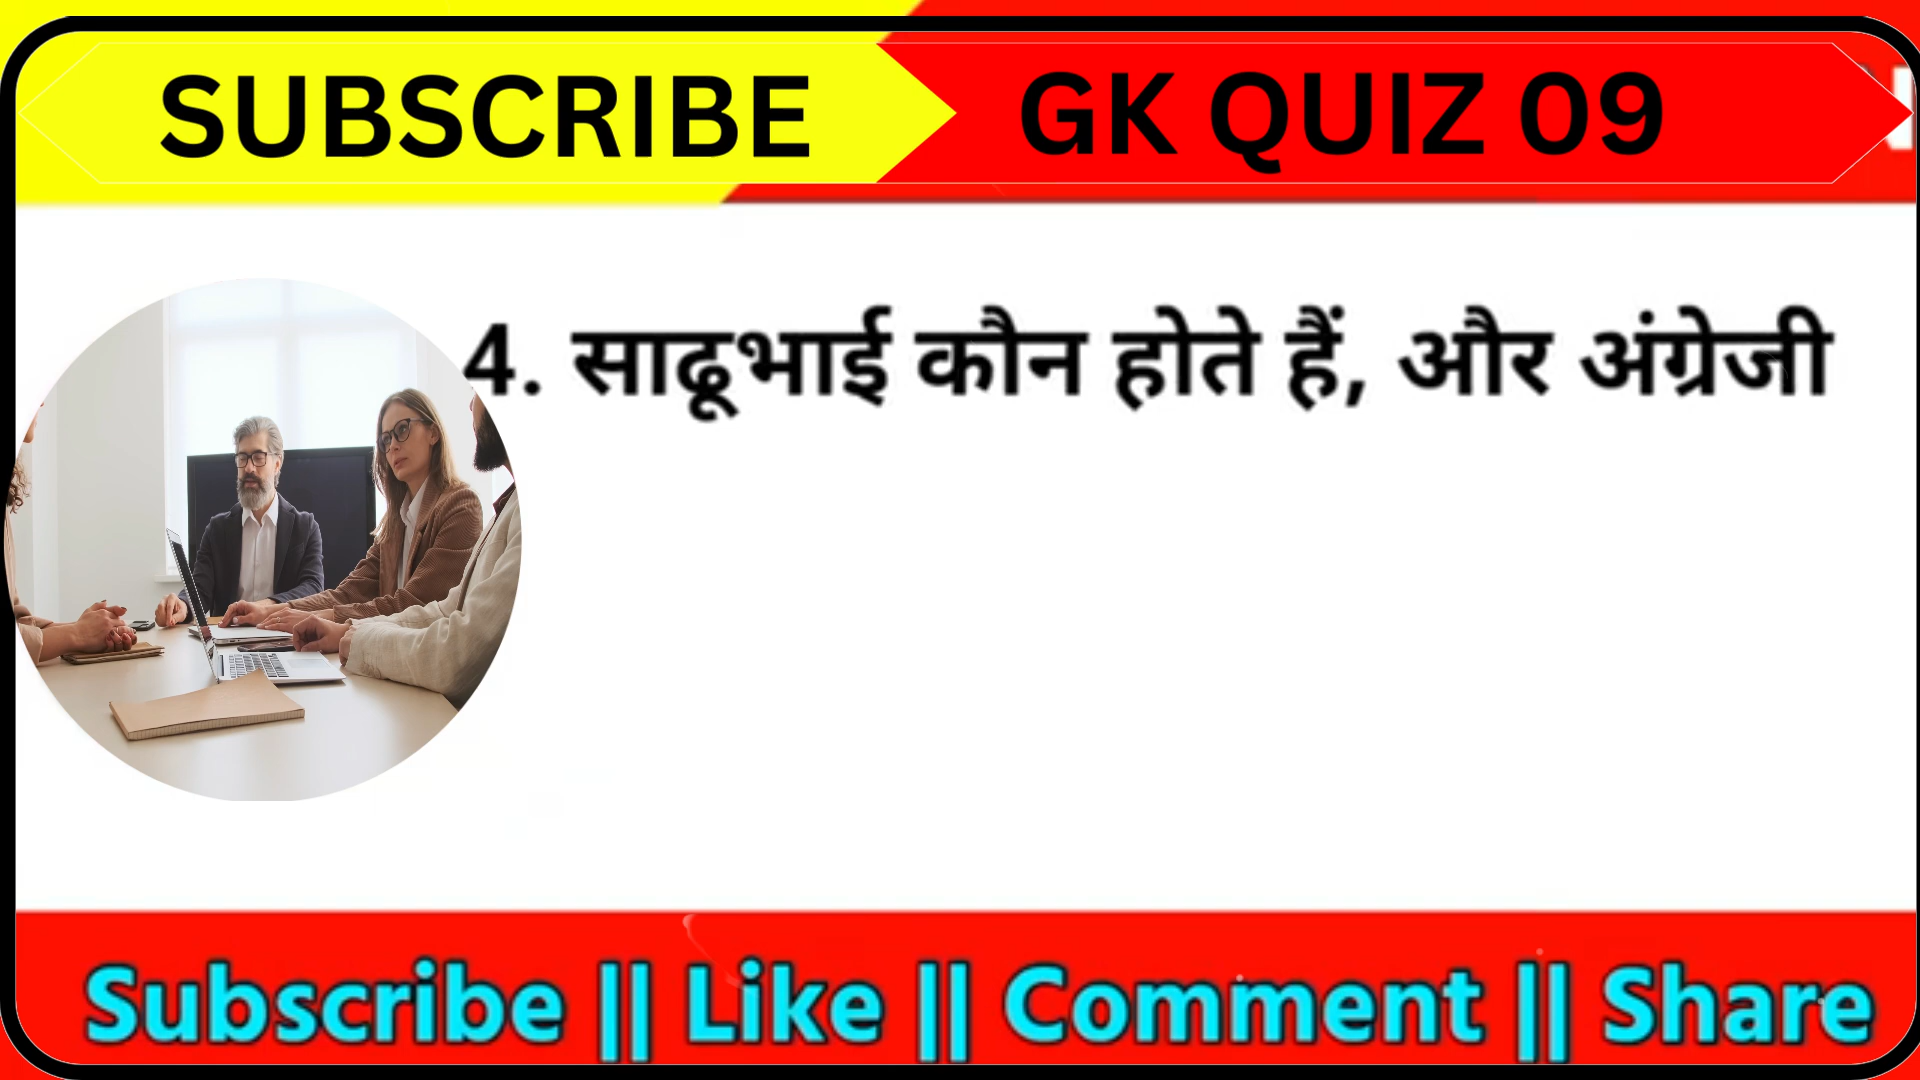 SUBSCRIBE
GK QUIZ 09
4. साढूभाई कौन होते हैं, और अंग्रेजी
Subscribe || Like || Comment || Share